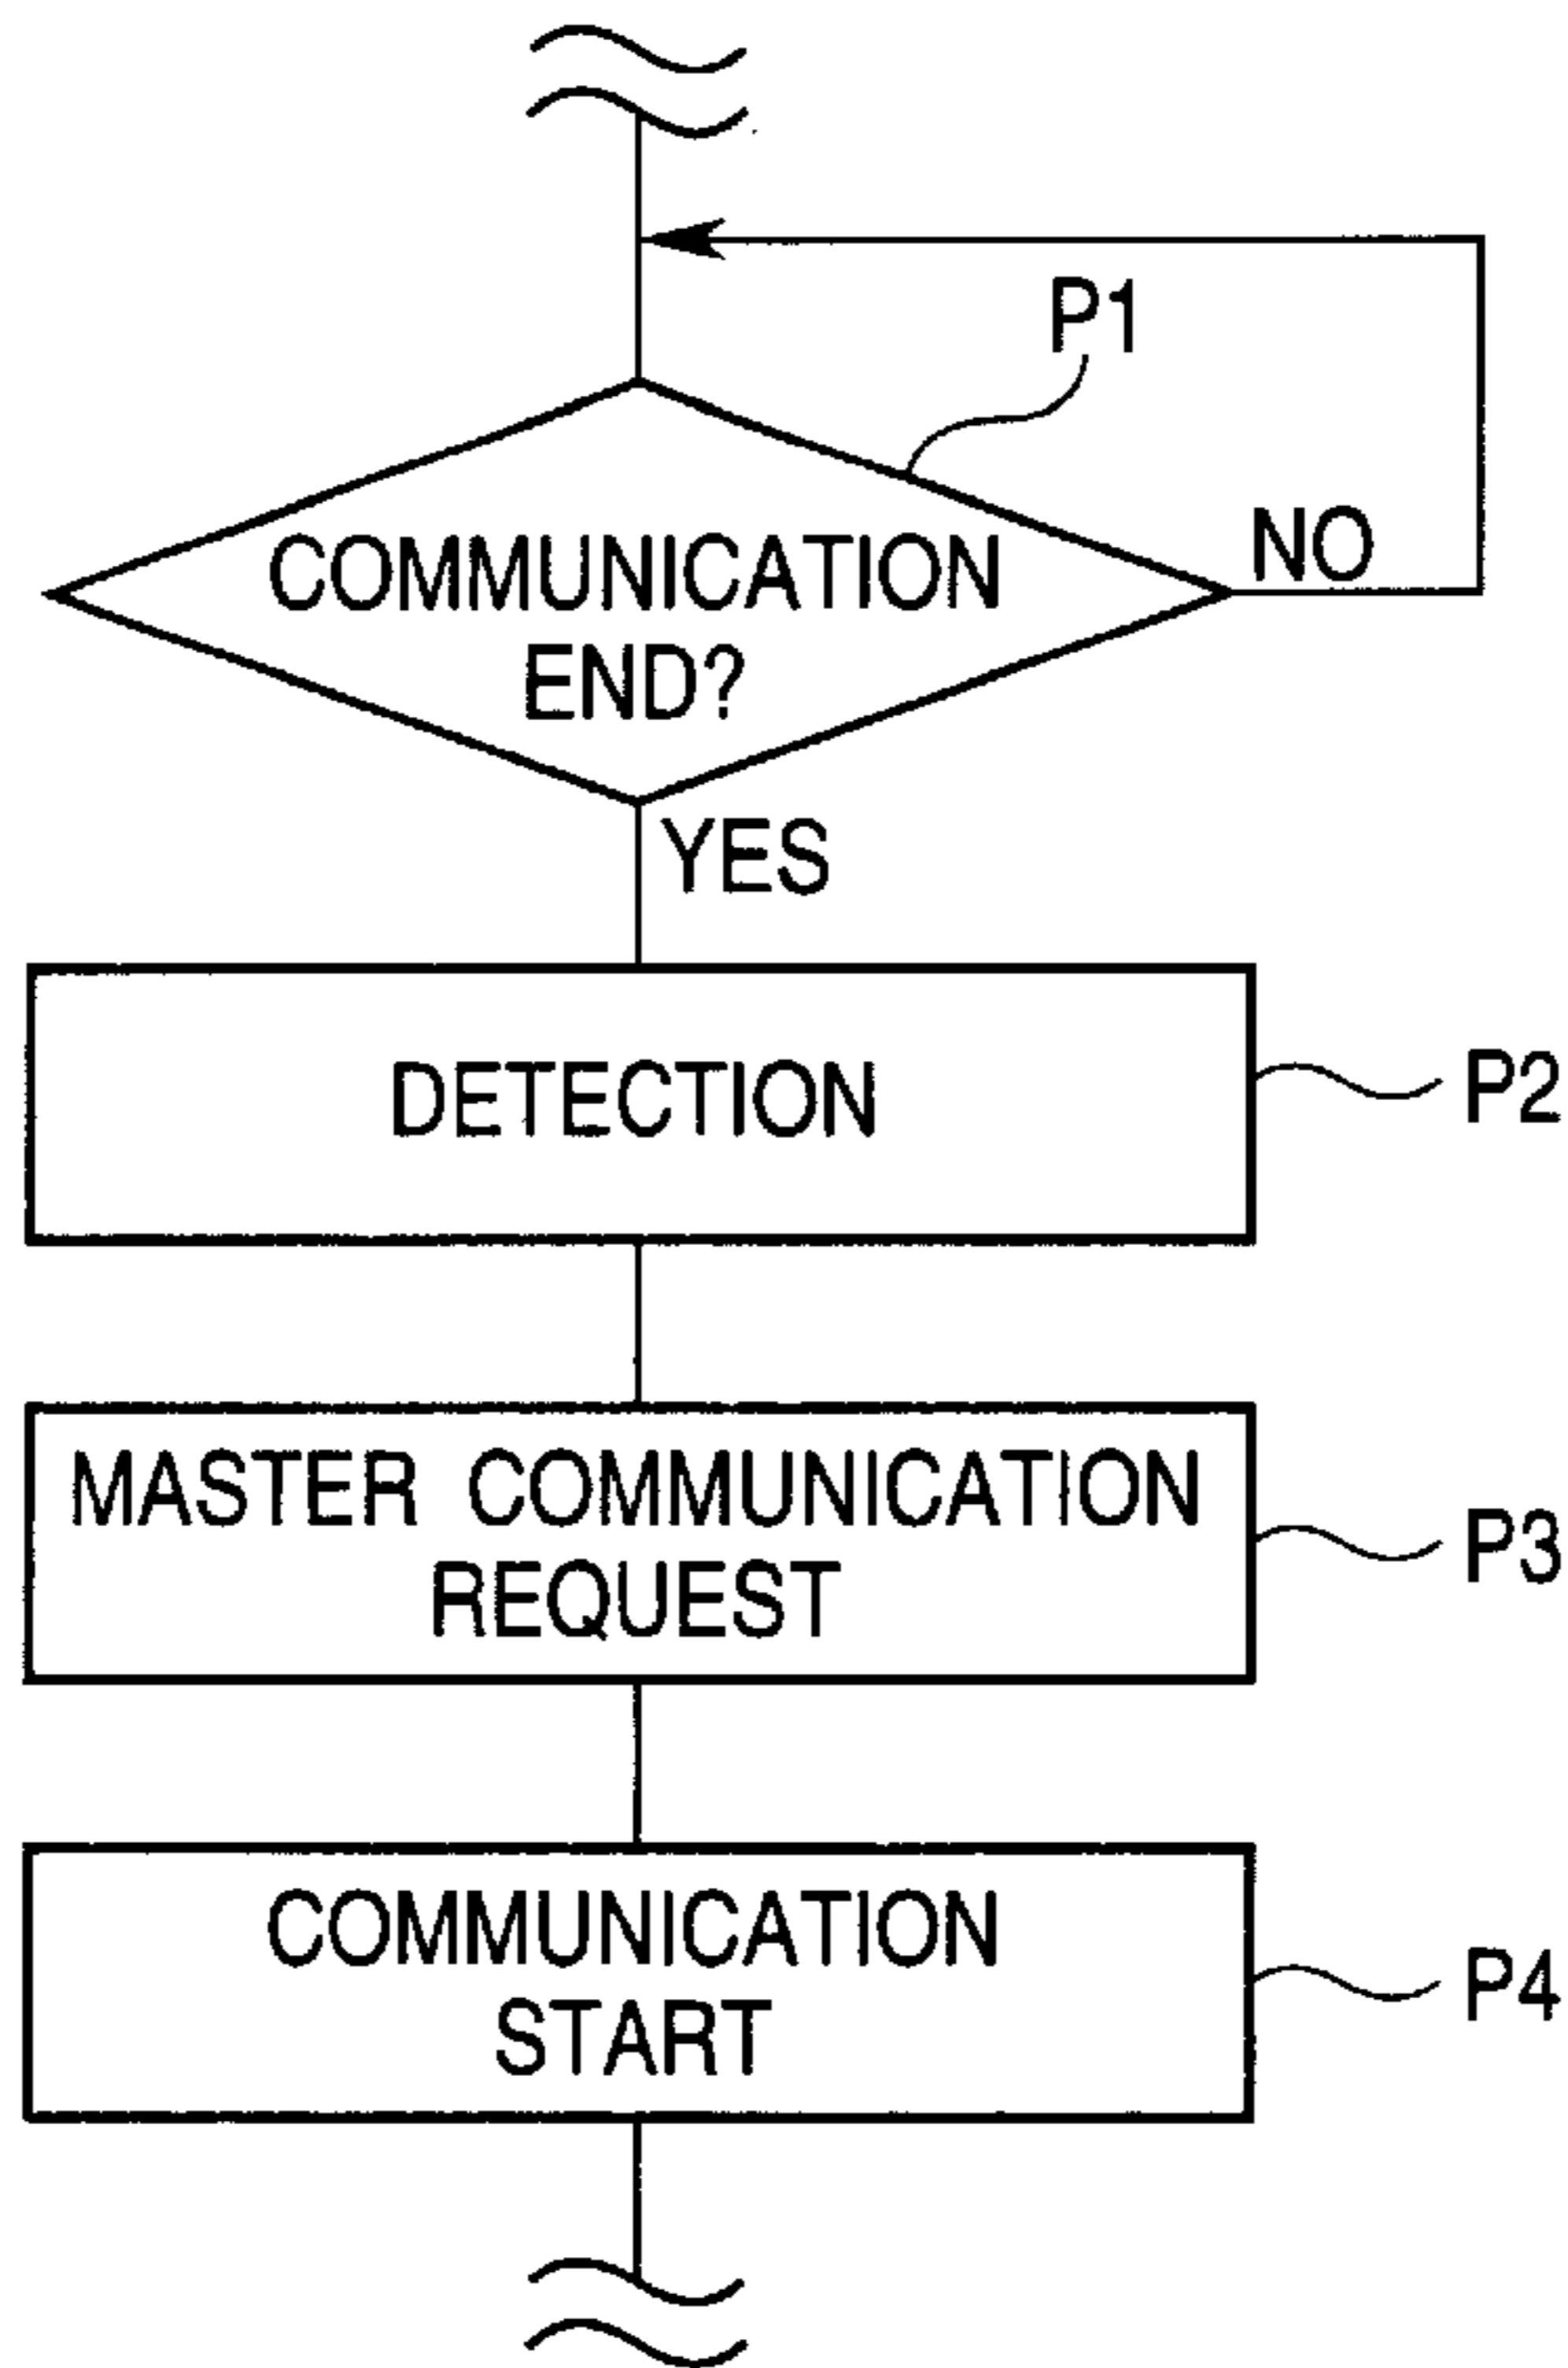 P1
COMMUNICATION
END?
NO
YES
DETECTION
P2
MASTER COMMUNICATION
REQUEST
P3
COMMUNICATION
START
P4